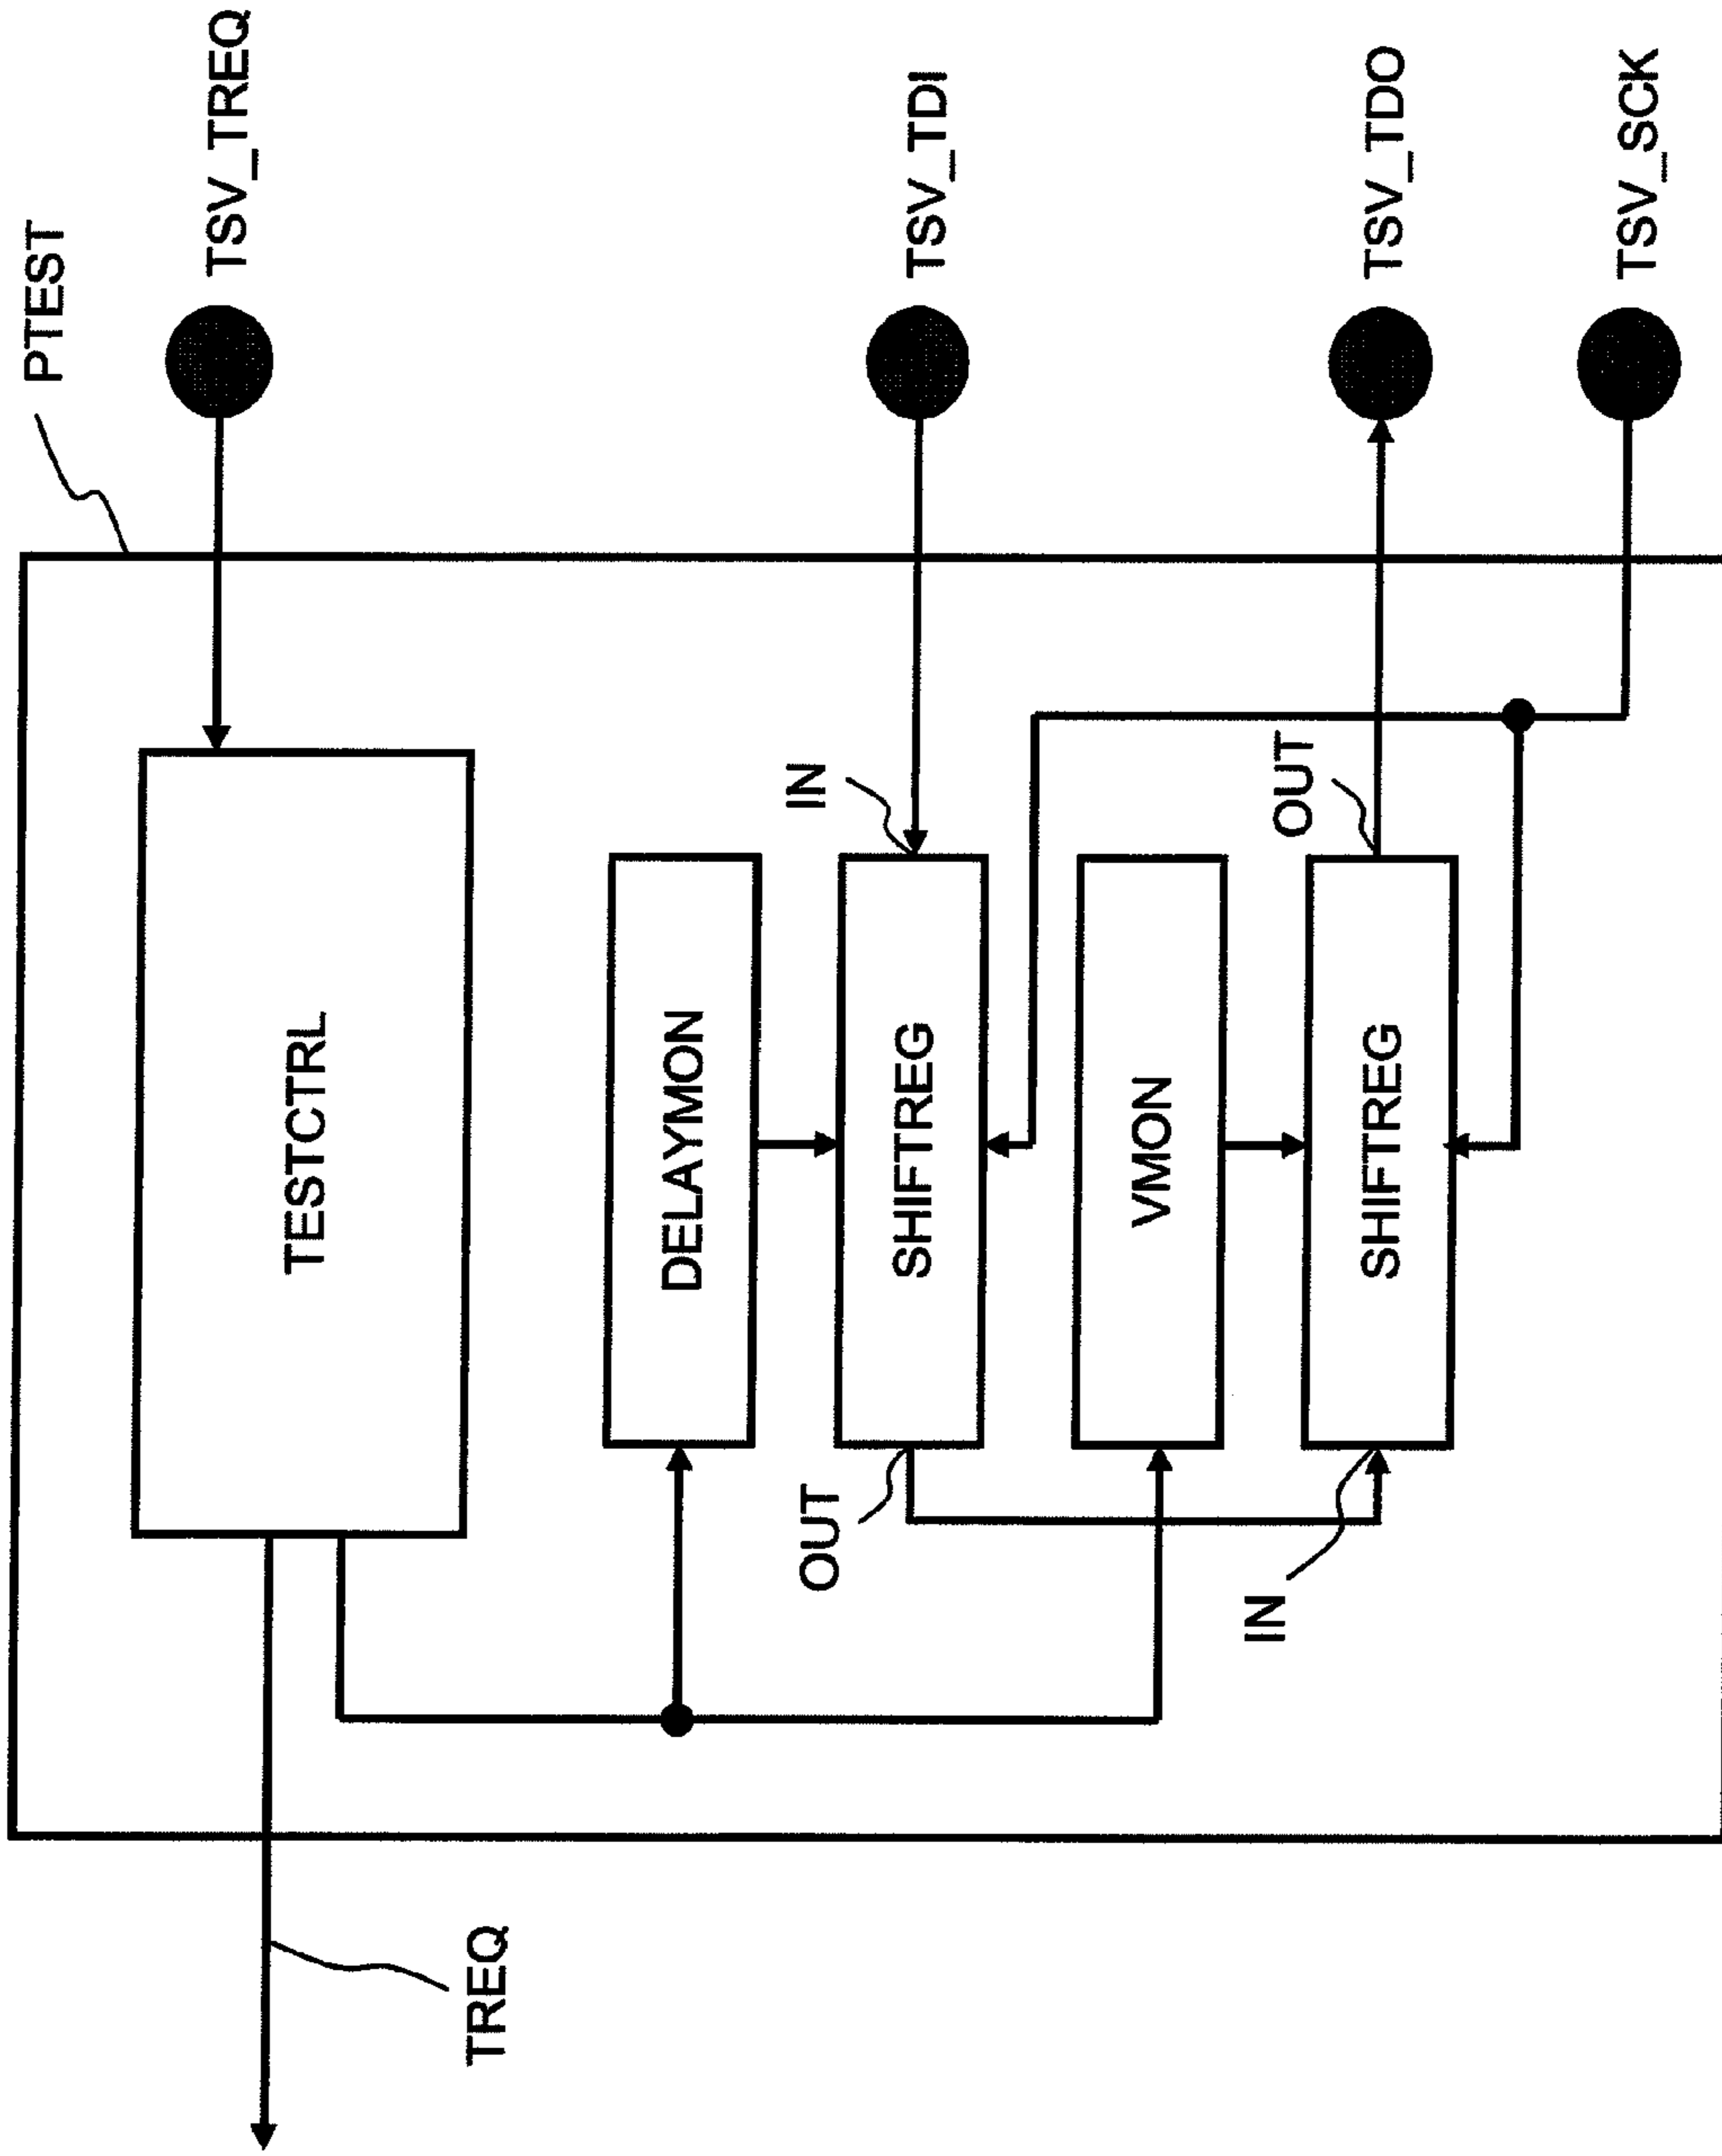 PTEST
TSV_TREQ
TSV_TDI
TSV_TDO
TSV_SCK
IN
OUT
TESTCTRL
DELAYMON
SHIFTREG
VMON
SHIFTREG
OUT
IN
TREQ